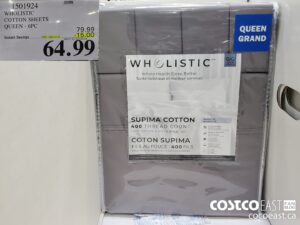 1501924
WHOLISTIC
COTTON SHEETS
QUEEN - 6PC
79.99
15.00
64.99
QUEEN
GRAND
WHOLISTIC
SUPIMA COTTON
400 THREAD COUNT
COTON SUPIMA
400 FILS
COSTCO EAST
cocoeast.ca